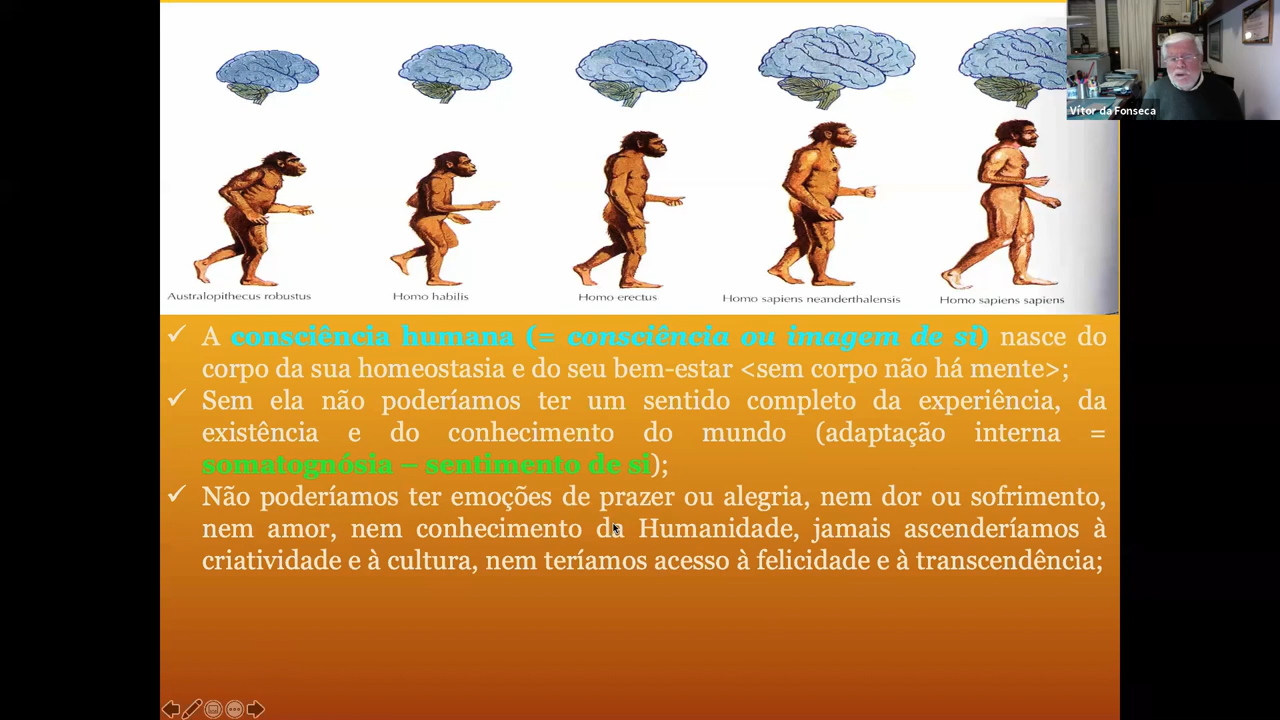 Vítor da Fonseca
Australopithecus robustus
Homo habilis
Homo erectus
Homo sapiens neanderthalensis
Homo sapiens sapiens
✓ A consciência humana (= consciência ou imagem de si) nasce do
corpo da sua homeostasia e do seu bem-estar <sem corpo não há mente>;
✓ Sem ela não poderíamos ter um sentido completo da experiência, da
existência e do conhecimento do mundo (adaptação interna =
somatognósia – sentimento de si);
✓ Não poderíamos ter emoções de prazer ou alegria, nem dor ou sofrimento,
nem amor, nem conhecimento da Humanidade, jamais ascenderíamos à
criatividade e à cultura, nem teríamos acesso à felicidade e à transcendência;